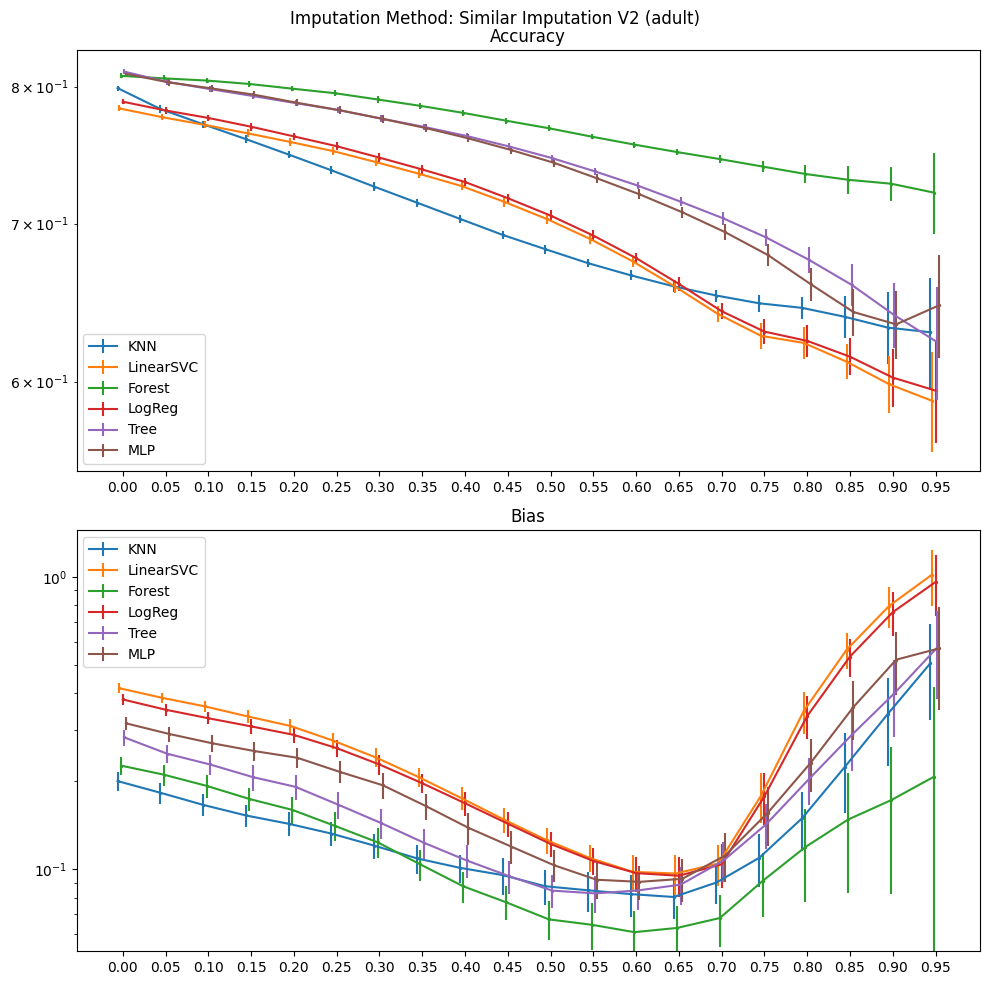 Imputation Method: Similar Imputation V2 (adult)
Accuracy
8 × 10⁻¹
7 × 10⁻¹
6 × 10⁻¹
KNN
LinearSVC
Forest
LogReg
Tree
MLP
0.00 0.05 0.10 0.15 0.20 0.25 0.30 0.35 0.40 0.45 0.50 0.55 0.60 0.65 0.70 0.75 0.80 0.85 0.90 0.95
Bias
10⁰
10⁻¹
KNN
LinearSVC
Forest
LogReg
Tree
MLP
0.00 0.05 0.10 0.15 0.20 0.25 0.30 0.35 0.40 0.45 0.50 0.55 0.60 0.65 0.70 0.75 0.80 0.85 0.90 0.95